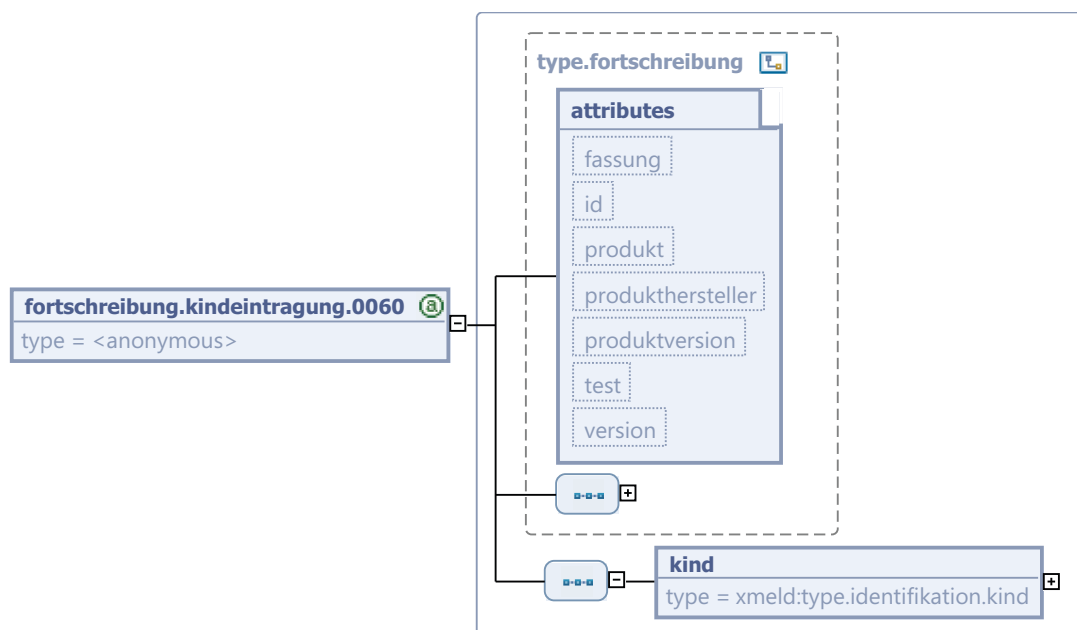 type.fortschreibung
attributes
fassung
id
produkt
produkthersteller
produktversion
test
version
fortschreibung.kindeintragung.0060 @
type = <anonymous>
kind
type = xmeld:type.identifikation.kind